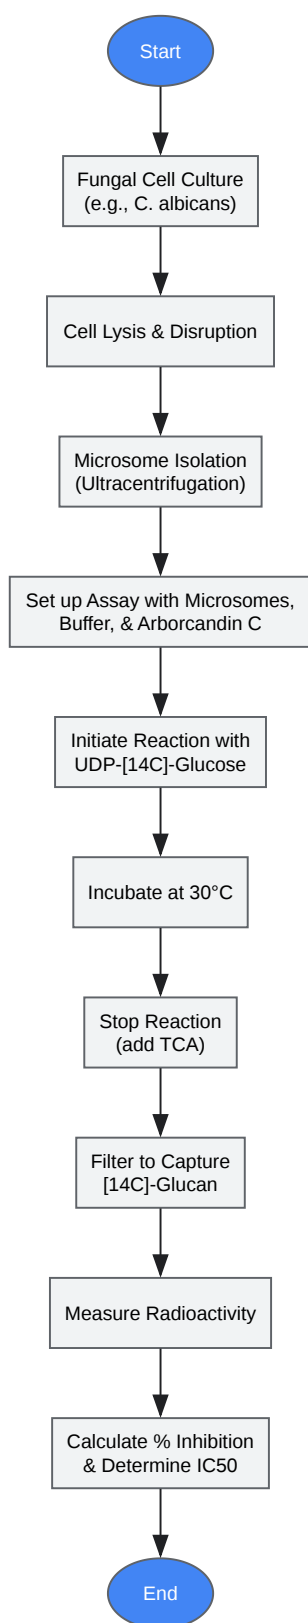 Start
Fungal Cell Culture
(e.g., C. albicans)
Cell Lysis & Disruption
Microsome Isolation
(Ultracentrifugation)
Set up Assay with Microsomes,
Buffer, & Arborcandin C
Initiate Reaction with
UDP-[14C]-Glucose
Incubate at 30°C
Stop Reaction
(add TCA)
Filter to Capture
[14C]-Glucan
Measure Radioactivity
Calculate % Inhibition
& Determine IC50
End